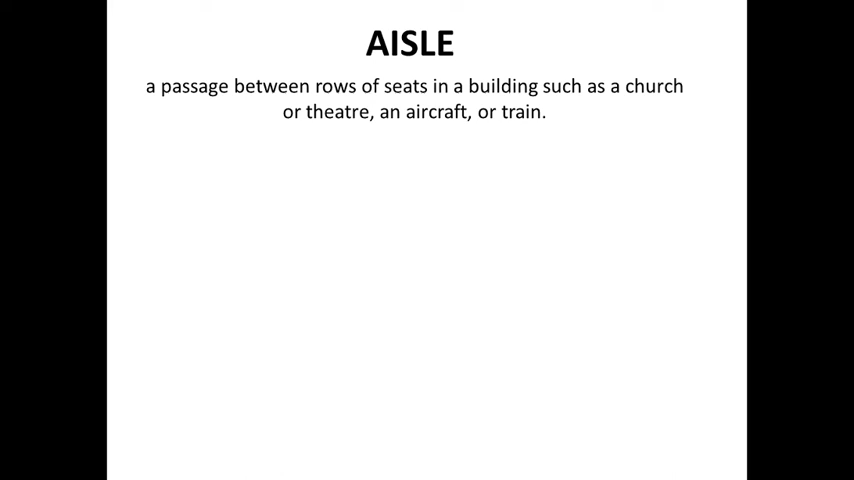 AISLE
a passage between rows of seats in a building such as a church
or theatre, an aircraft, or train.